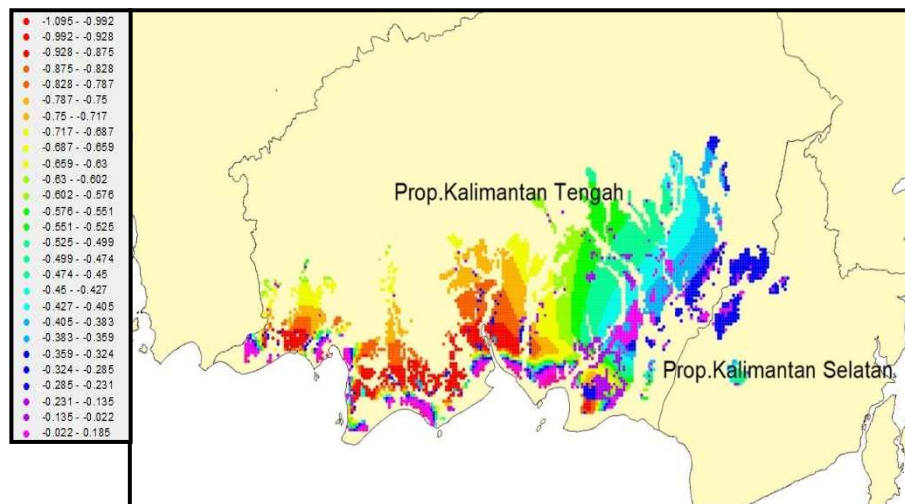 -1.095 - -0.992
-0.992 - -0.928
-0.928 - -0.875
-0.875 - -0.828
-0.828 - -0.787
-0.787 - -0.75
-0.75 - -0.717
-0.717 - -0.687
-0.687 - -0.659
-0.659 - -0.63
-0.63 - -0.602
-0.602 - -0.576
-0.576 - -0.551
-0.551 - -0.525
-0.525 - -0.499
-0.499 - -0.474
-0.474 - -0.45
-0.45 - -0.427
-0.427 - -0.405
-0.405 - -0.383
-0.383 - -0.359
-0.359 - -0.324
-0.324 - -0.285
-0.285 - -0.231
-0.231 - -0.135
-0.135 - -0.022
-0.022 - 0.185
Prop.Kalimantan Tengah
Prop.Kalimantan Selatan